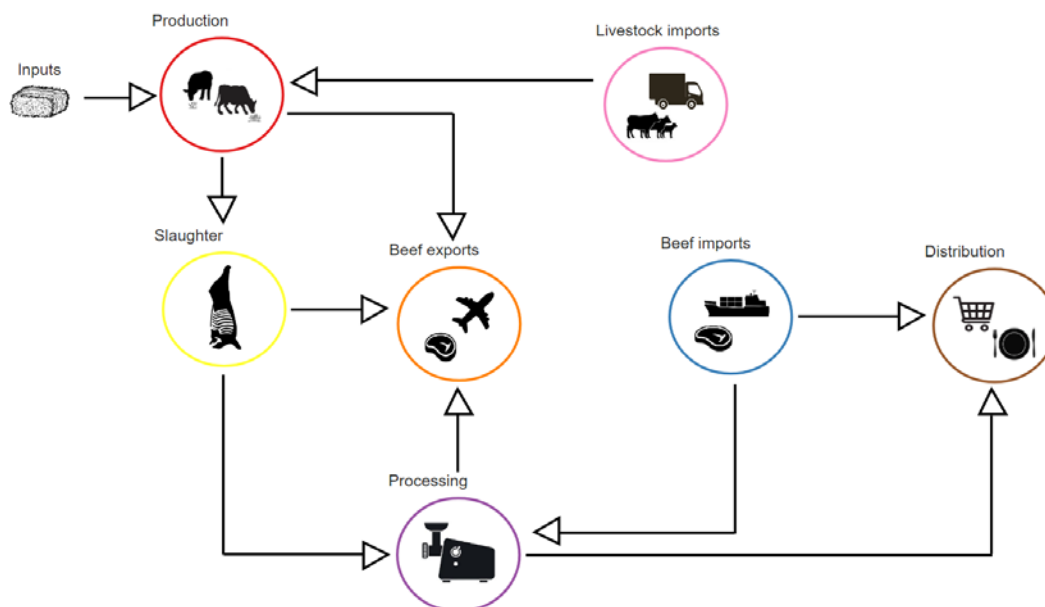 Production
Livestock imports
Inputs
Slaughter
Beef exports
Beef imports
Distribution
Processing